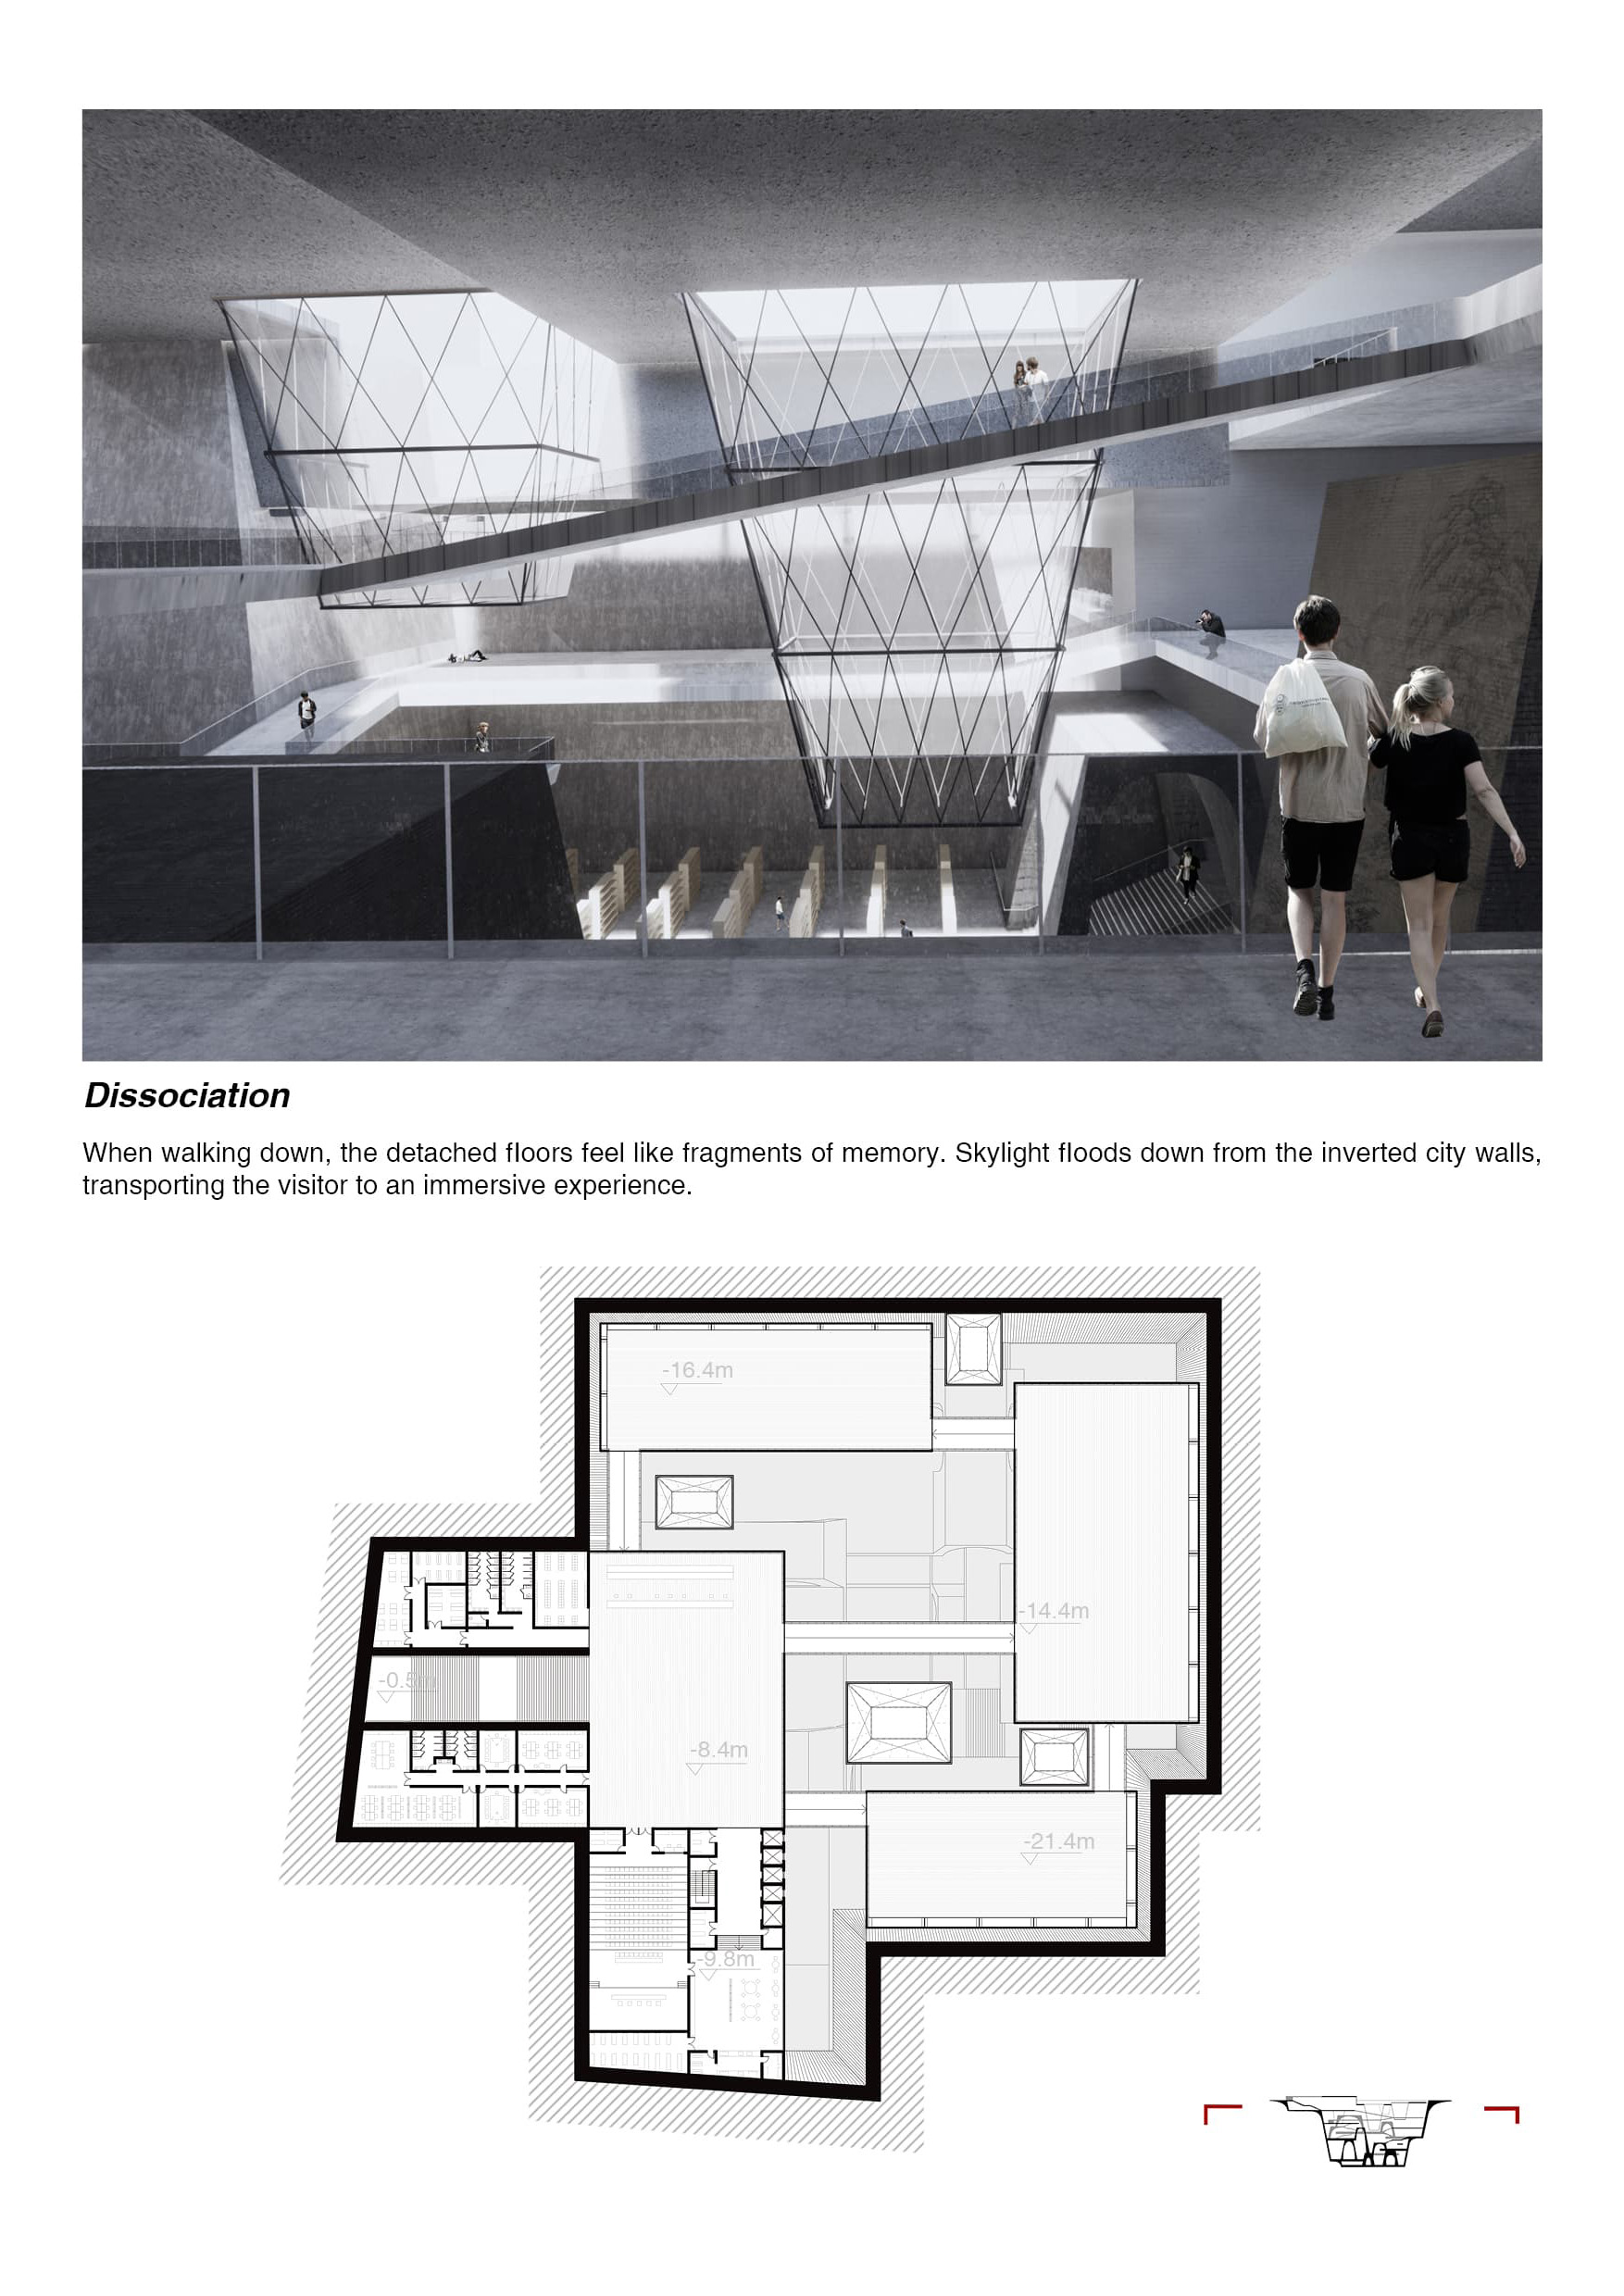 Dissociation
When walking down, the detached floors feel like fragments of memory. Skylight floods down from the inverted city walls,
transporting the visitor to an immersive experience.
-16.4m
-14.4m
-0.5m
-8.4m
-21.4m
-9.8m